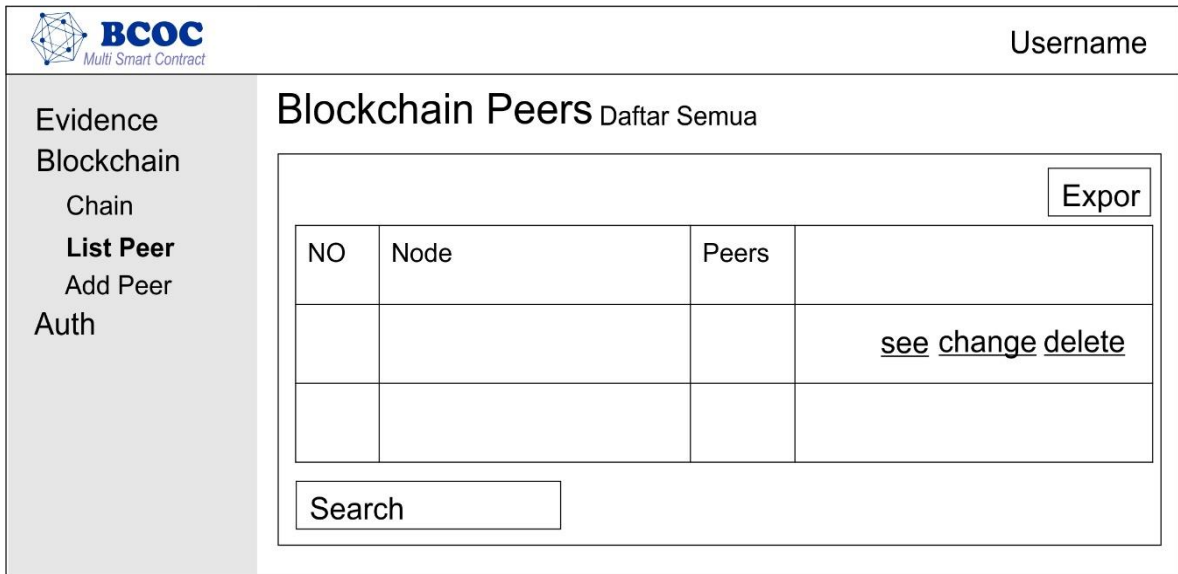 BCOC
Multi Smart Contract
Username
Evidence
Blockchain
Chain
List Peer
Add Peer
Auth
Blockchain Peers Daftar Semua
Expor
NO Node Peers
see change delete
Search